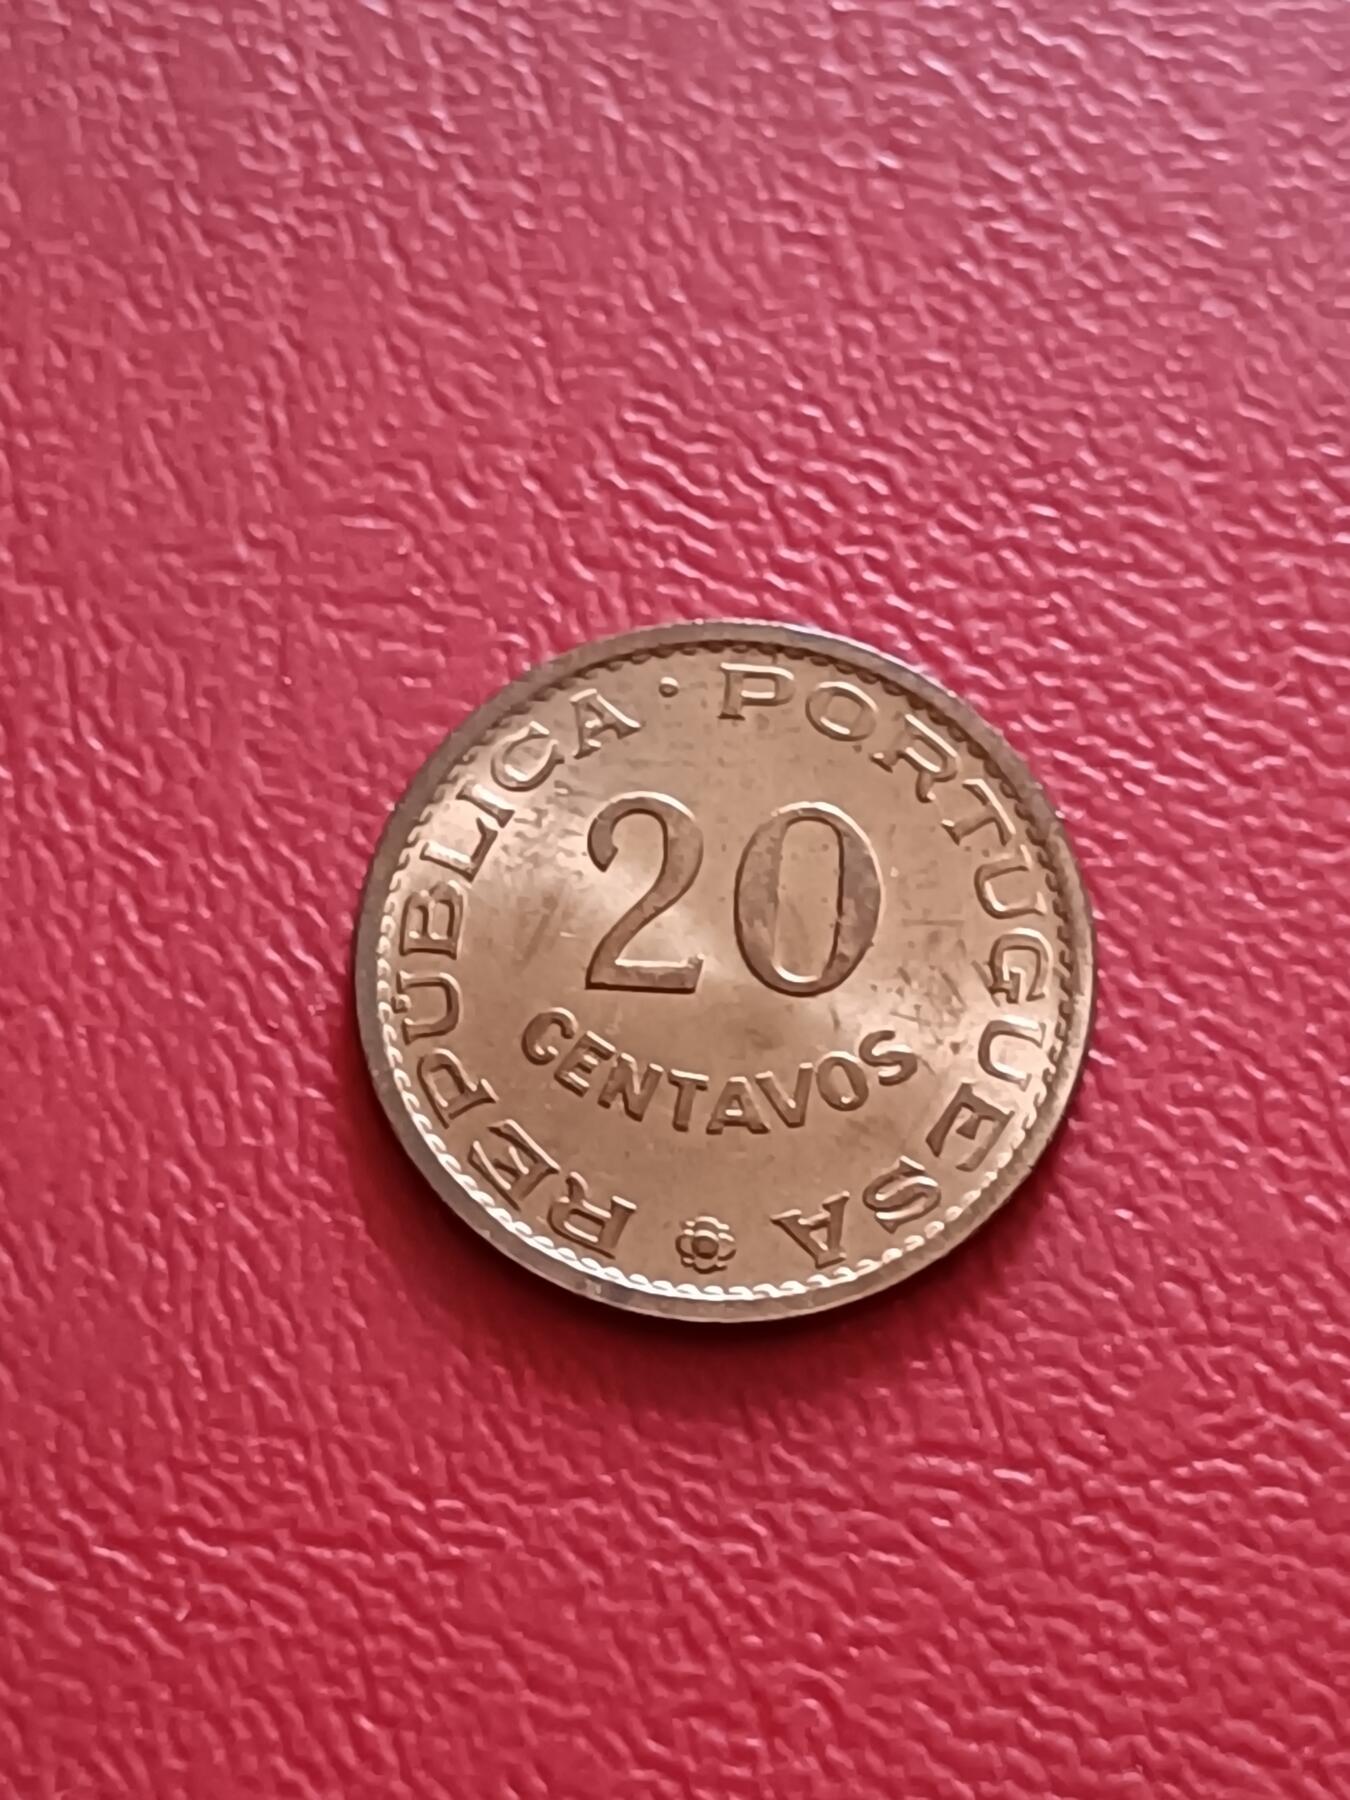 REPÚBLICA · PORTUGUESA
20
CENTAVOS